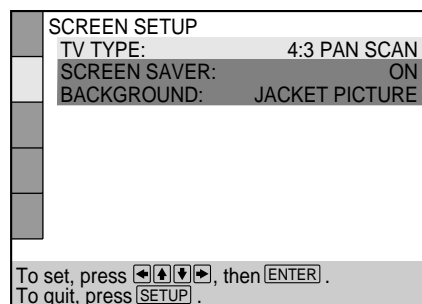 SCREEN SETUP
TV TYPE: 4:3 PAN SCAN
SCREEN SAVER: ON
BACKGROUND: JACKET PICTURE
To set, press ←↑↓→, then ENTER.
To quit, press SETUP.